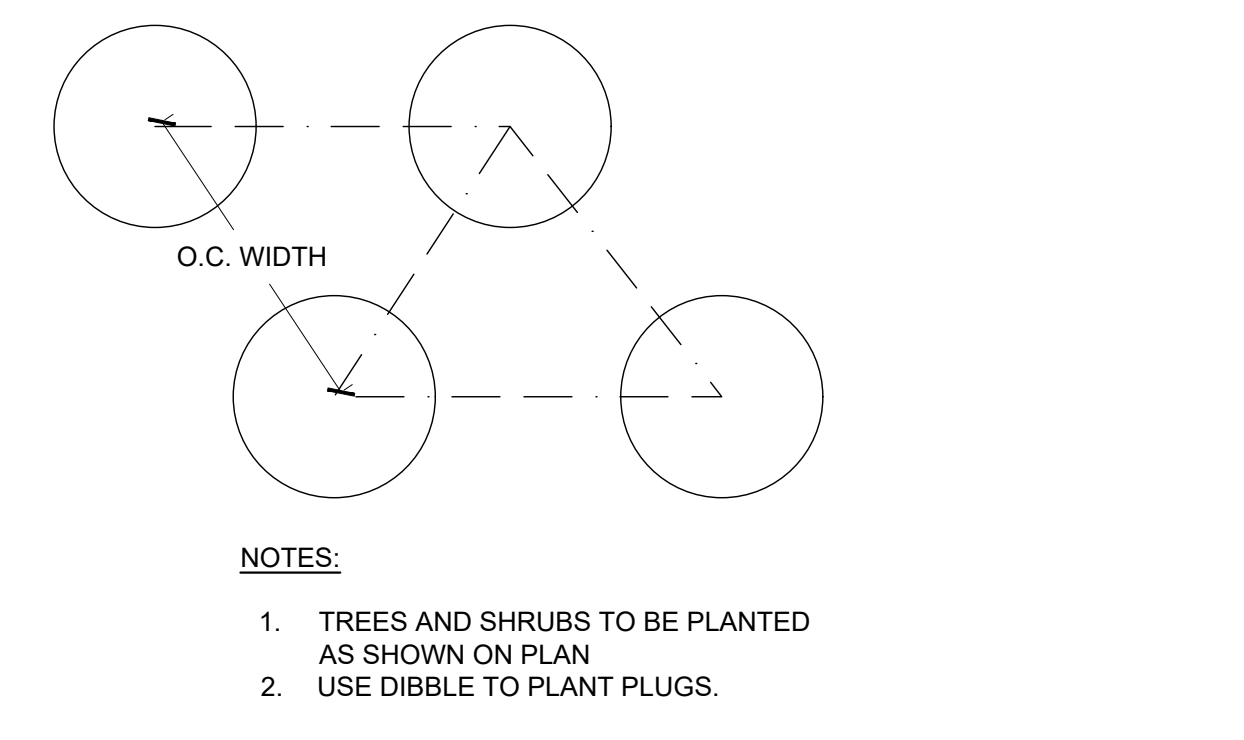 O.C. WIDTH
NOTES:
1. TREES AND SHRUBS TO BE PLANTED
AS SHOWN ON PLAN
2. USE DIBBLE TO PLANT PLUGS.